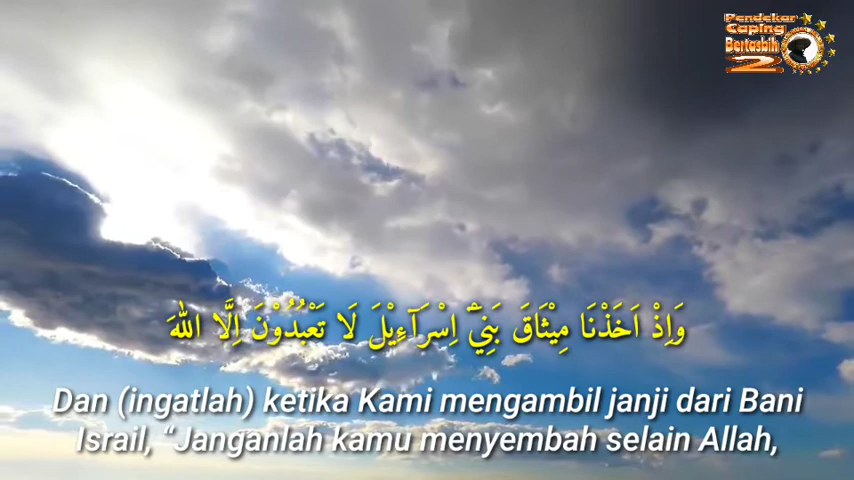 Pendekar
Caping
Bertasbih
2
وَاِذْ اَخَذْنَا مِيْثَاقَ بَنِيْٓ اِسْرَاۤءِيْلَ لَا تَعْبُدُوْنَ اِلَّا اللّٰهَ
Dan (ingatlah) ketika Kami mengambil janji dari Bani
Israil, “Janganlah kamu menyembah selain Allah,